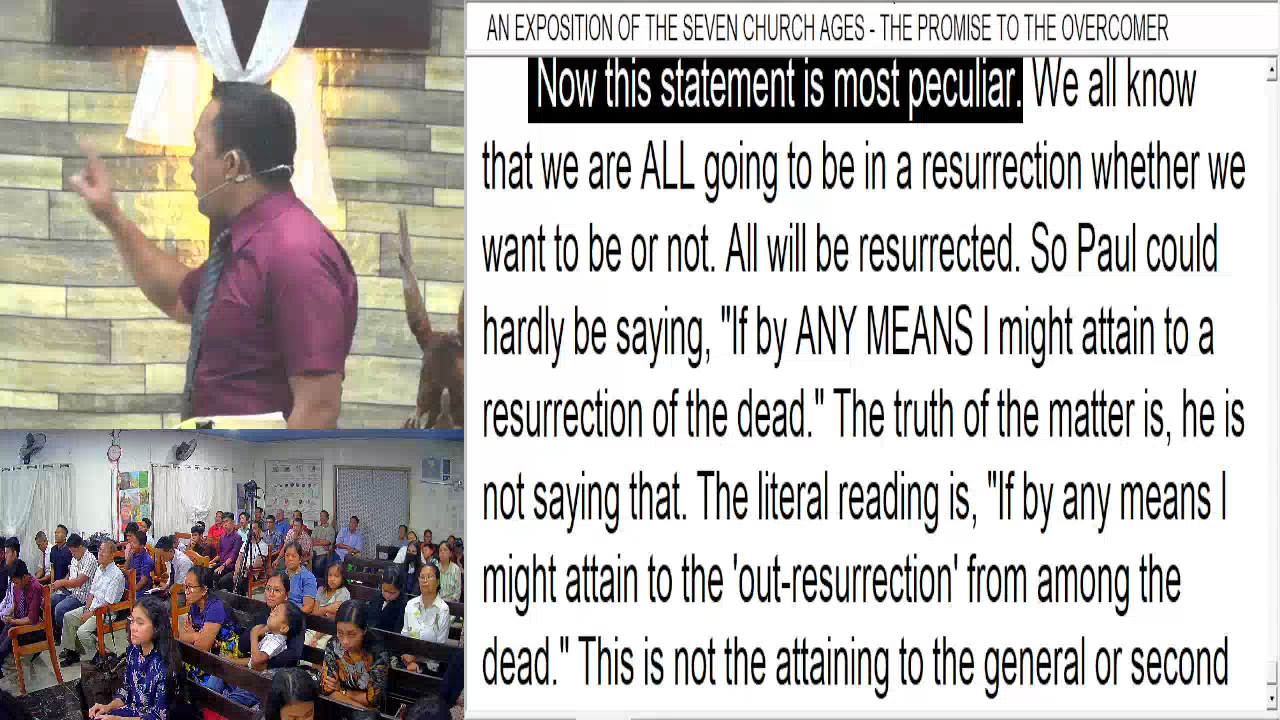 AN EXPOSITION OF THE SEVEN CHURCH AGES - THE PROMISE TO THE OVERCOMER
Now this statement is most peculiar. We all know
that we are ALL going to be in a resurrection whether we
want to be or not. All will be resurrected. So Paul could
hardly be saying, "If by ANY MEANS I might attain to a
resurrection of the dead." The truth of the matter is, he is
not saying that. The literal reading is, "If by any means I
might attain to the 'out-resurrection' from among the
dead." This is not the attaining to the general or second